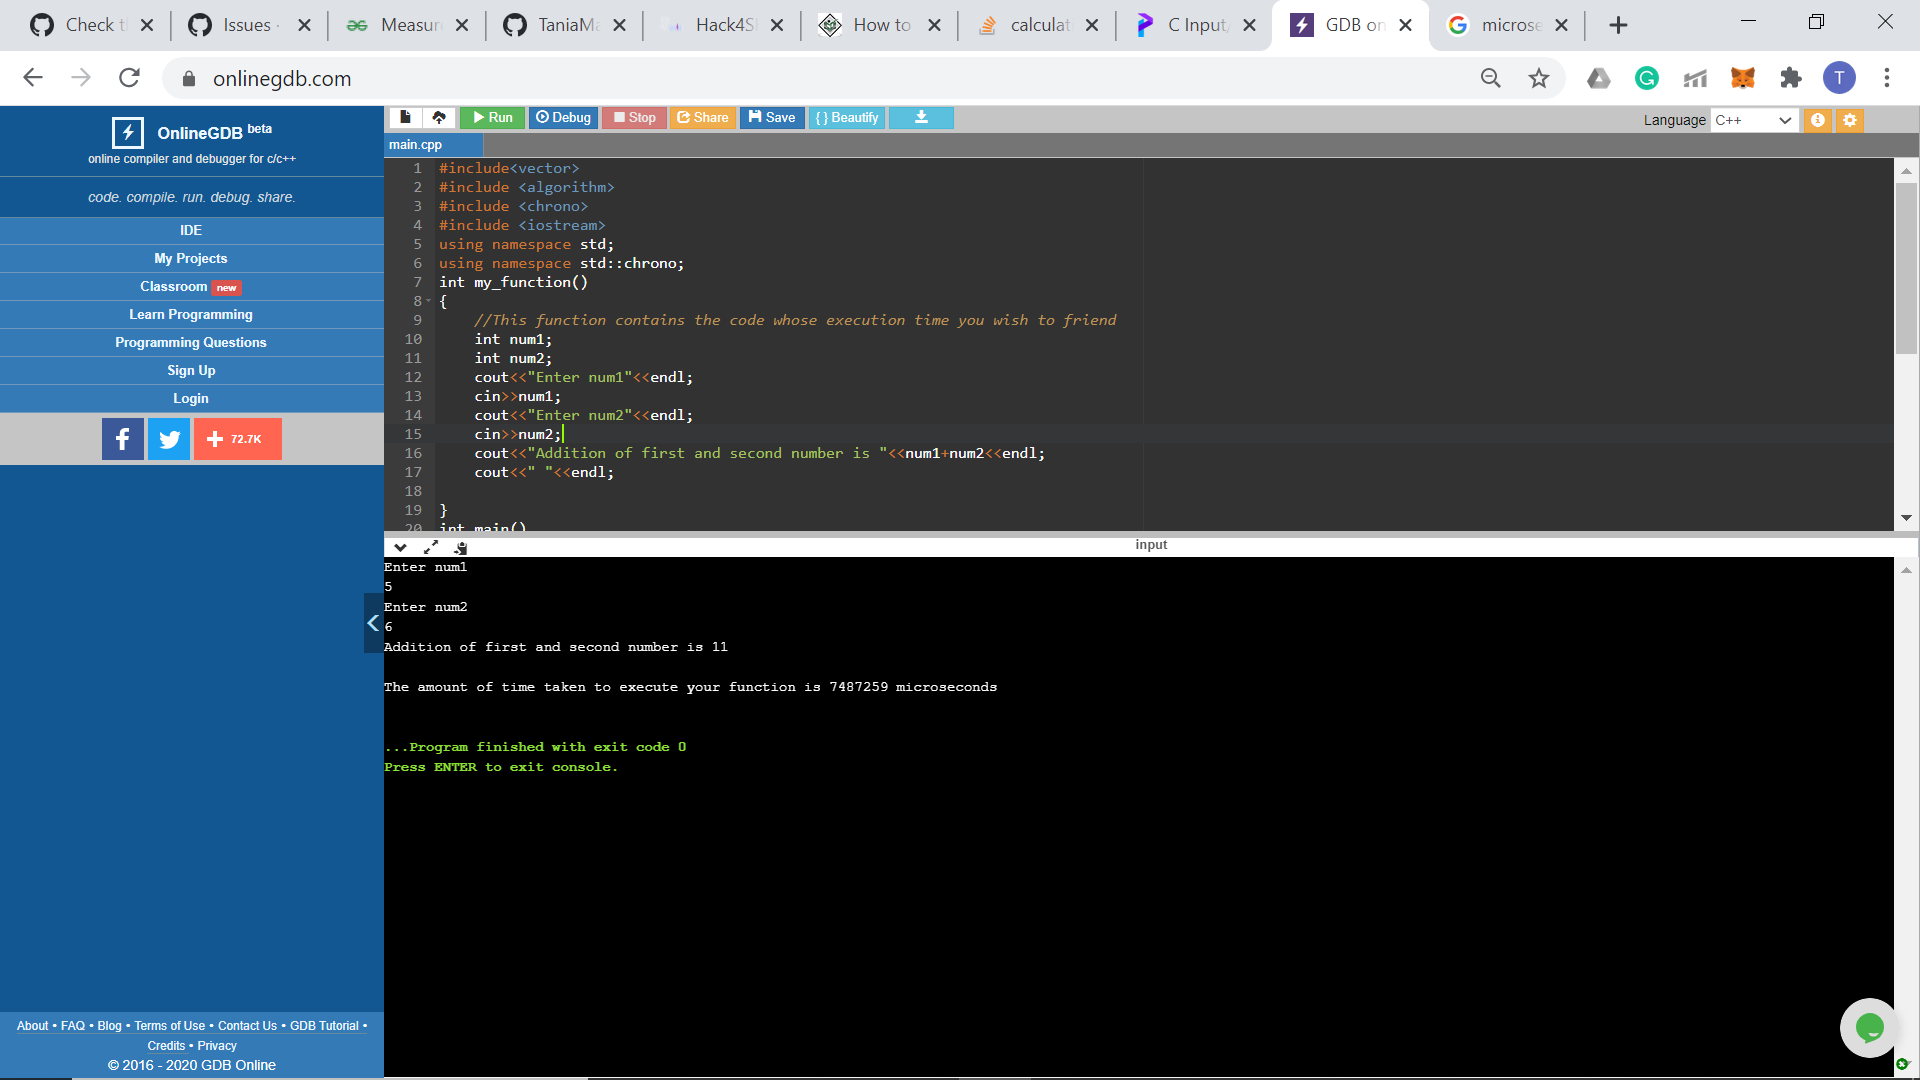 Check t
Issues ·
Measur
TaniaMa
Hack4S
How to
calculat
C Input,
GDB on
microse
onlinegdb.com
T
OnlineGDB beta
online compiler and debugger for c/c++
code. compile. run. debug. share.
IDE
My Projects
Classroom new
Learn Programming
Programming Questions
Sign Up
Login
72.7K
About • FAQ • Blog • Terms of Use • Contact Us • GDB Tutorial •
Credits • Privacy
© 2016 - 2020 GDB Online
Run Debug Stop Share Save { } Beautify
Language C++
main.cpp
1 #include<vector>
2 #include <algorithm>
3 #include <chrono>
4 #include <iostream>
5 using namespace std;
6 using namespace std::chrono;
7 int my_function()
8 {
9 //This function contains the code whose execution time you wish to friend
10 int num1;
11 int num2;
12 cout<<"Enter num1"<<endl;
13 cin>>num1;
14 cout<<"Enter num2"<<endl;
15 cin>>num2;
16 cout<<"Addition of first and second number is "<<num1+num2<<endl;
17 cout<<" "<<endl;
18
19 }
20 int main()
input
Enter num1
5
Enter num2
6
Addition of first and second number is 11
The amount of time taken to execute your function is 7487259 microseconds
...Program finished with exit code 0
Press ENTER to exit console.